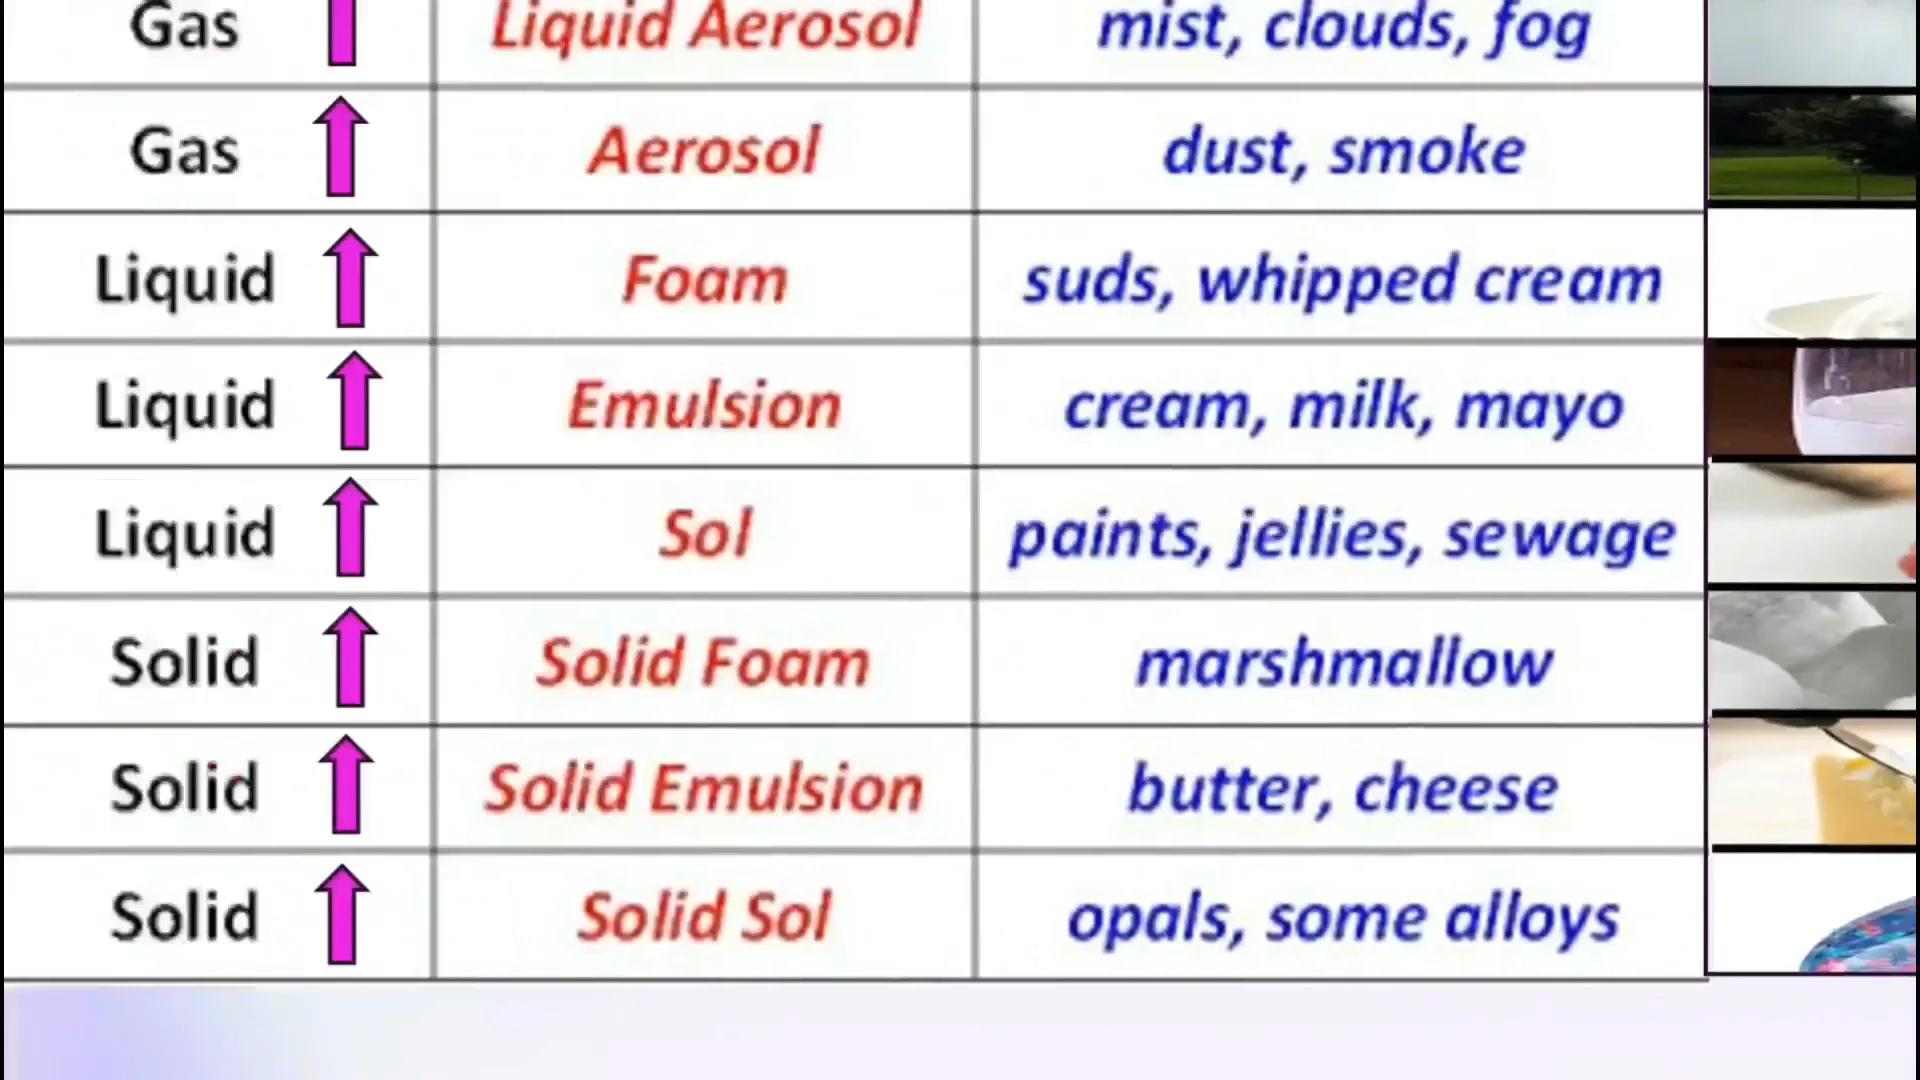 Gas Liquid Aerosol mist, clouds, fog
Gas Aerosol dust, smoke
Liquid Foam suds, whipped cream
Liquid Emulsion cream, milk, mayo
Liquid Sol paints, jellies, sewage
Solid Solid Foam marshmallow
Solid Solid Emulsion butter, cheese
Solid Solid Sol opals, some alloys